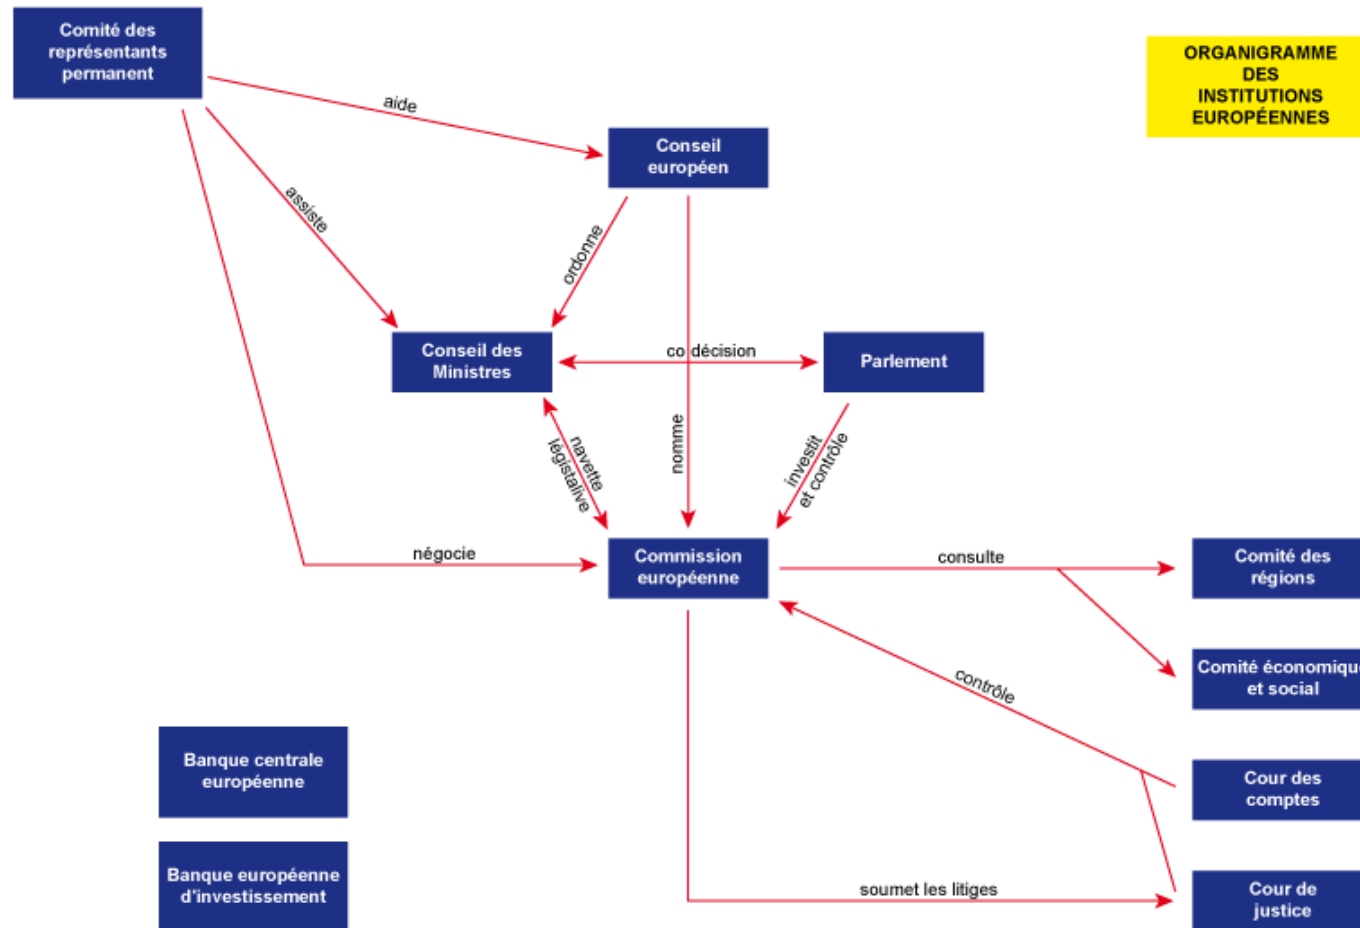 Comité des
représentants
permanent
ORGANIGRAMME
DES
INSTITUTIONS
EUROPÉENNES
aide
Conseil
européen
assiste
ordonne
Conseil des
Ministres
co décision
Parlement
navette
légistalive
nomme
investit
et contrôle
négocie
Commission
européenne
consulte
Comité des
régions
Comité économique
et social
contrôle
Banque centrale
européenne
Cour des
comptes
Banque européenne
d'investissement
soumet les litiges
Cour de
justice